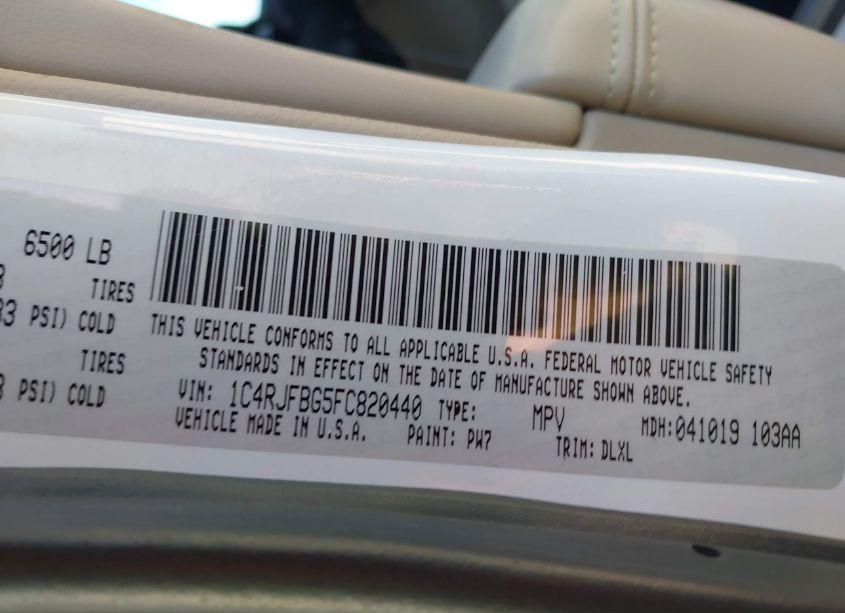 6500 LB
TIRES
PSI) COLD
TIRES
PSI) COLD
THIS VEHICLE CONFORMS TO ALL APPLICABLE U.S.A. FEDERAL MOTOR VEHICLE SAFETY
STANDARDS IN EFFECT ON THE DATE OF MANUFACTURE SHOWN ABOVE.
VIN: 1C4RJFBG5FC820440 TYPE: MPV MDH:041019 103AA
VEHICLE MADE IN U.S.A. PAINT: PW7 TRIM: DLXL